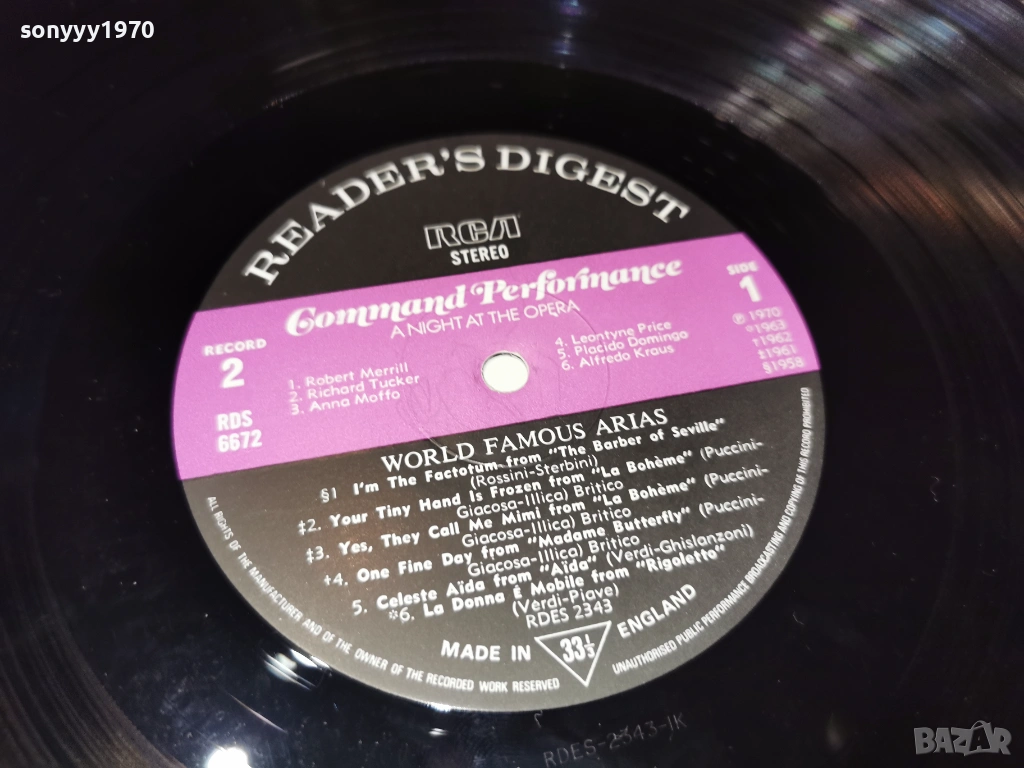 sonyyy1970
READER'S DIGEST
RCA
STEREO
Command Performance
A NIGHT AT THE OPERA
RECORD
2
RDS
6672
1. Robert Merrill
2. Richard Tucker
3. Anna Moffo
4. Leontyne Price
5. Placido Domingo
6. Alfredo Kraus
SIDE
1
℗ 1970
*1963
†1962
‡1961
§1958
WORLD FAMOUS ARIAS
§1 I'm The Factotum from "The Barber of Seville"
(Rossini-Sterbini)
‡2. Your Tiny Hand Is Frozen from "La Bohème" (Puccini-
Giacosa-Illica) Britico
‡3. Yes, They Call Me Mimi from "La Bohème" (Puccini-
Giacosa-Illica) Britico
†4. One Fine Day from "Madame Butterfly" (Puccini-
Giacosa-Illica) Britico
5. Celeste Aïda from "Aïda" (Verdi-Ghislanzoni)
*6. La Donna È Mobile from "Rigoletto"
(Verdi-Piave)
RDES 2343
MADE IN
33⅓
ENGLAND
ALL RIGHTS OF THE MANUFACTURER AND OF THE OWNER OF THE RECORDED WORK RESERVED
UNAUTHORISED PUBLIC PERFORMANCE BROADCASTING AND COPYING OF THIS RECORD PROHIBITED
RDES-2343-1K
BAZAR